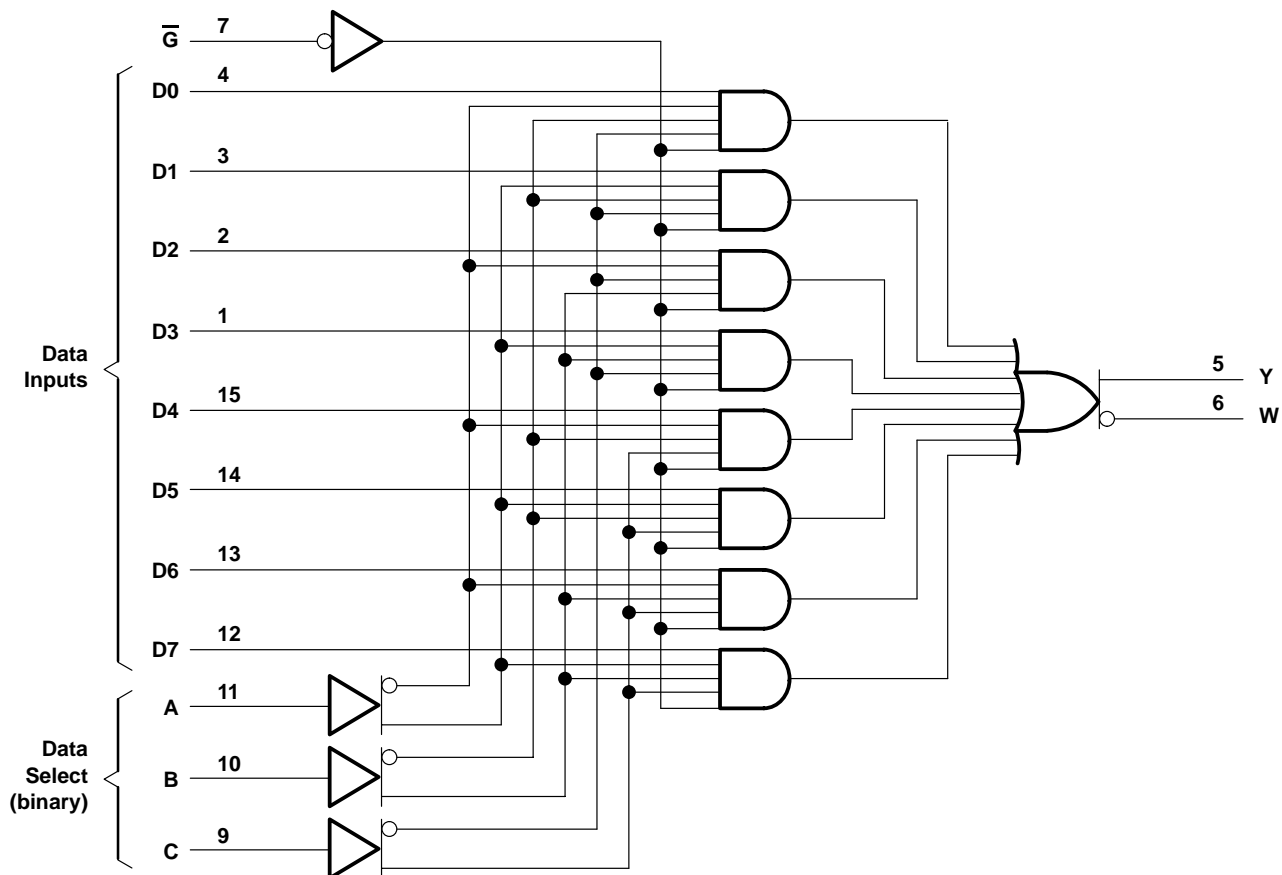 G̅ 7
D0 4
D1 3
D2 2
D3 1
Data
Inputs
5 Y
6 W
D4 15
D5 14
D6 13
D7 12
A 11
Data
Select
(binary)
B 10
C 9